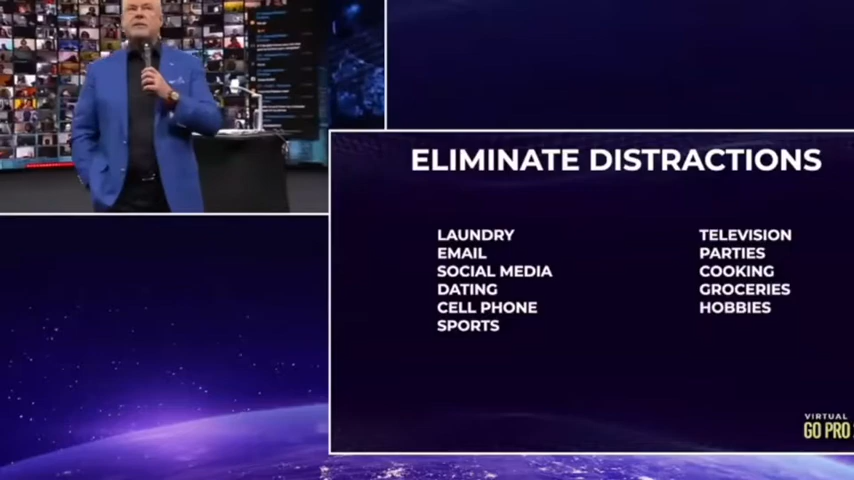 ELIMINATE DISTRACTIONS
LAUNDRY
EMAIL
SOCIAL MEDIA
DATING
CELL PHONE
SPORTS
TELEVISION
PARTIES
COOKING
GROCERIES
HOBBIES
VIRTUAL
GO PRO